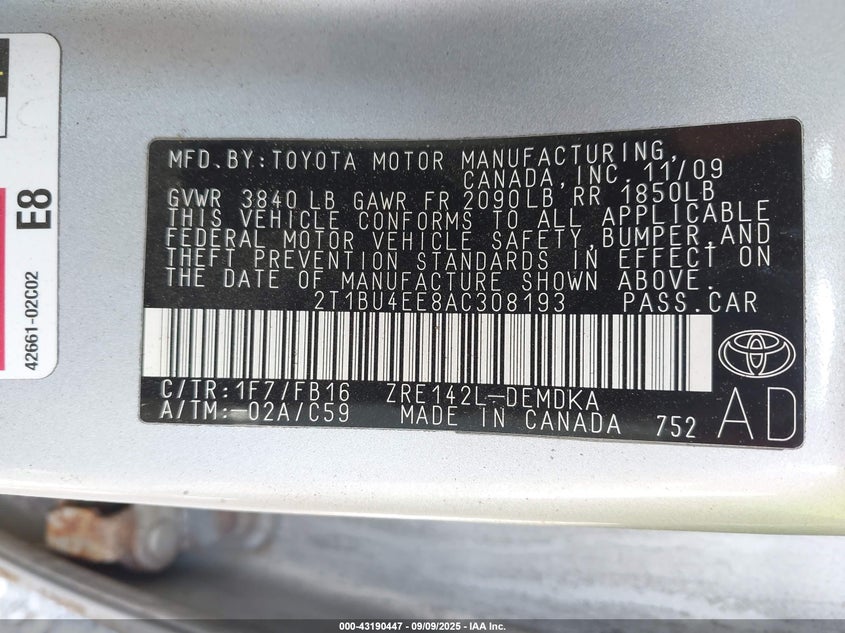 E8
42661-02C02
MFD.BY:TOYOTA MOTOR MANUFACTURING,
CANADA,INC.11/09
GVWR 3840LB GAWR FR 2090LB RR 1850LB
THIS VEHICLE CONFORMS TO ALL APPLICABLE
FEDERAL MOTOR VEHICLE SAFETY,BUMPER,AND
THEFT PREVENTION STANDARDS IN EFFECT ON
THE DATE OF MANUFACTURE SHOWN ABOVE.
2T1BU4EE8AC308193 PASS.CAR
C/TR:1F7/FB16 ZRE142L-DEMDKA
A/TM:-02A/C59 MADE IN CANADA 752
AD
000-43190447 - 09/09/2025 - IAA Inc.